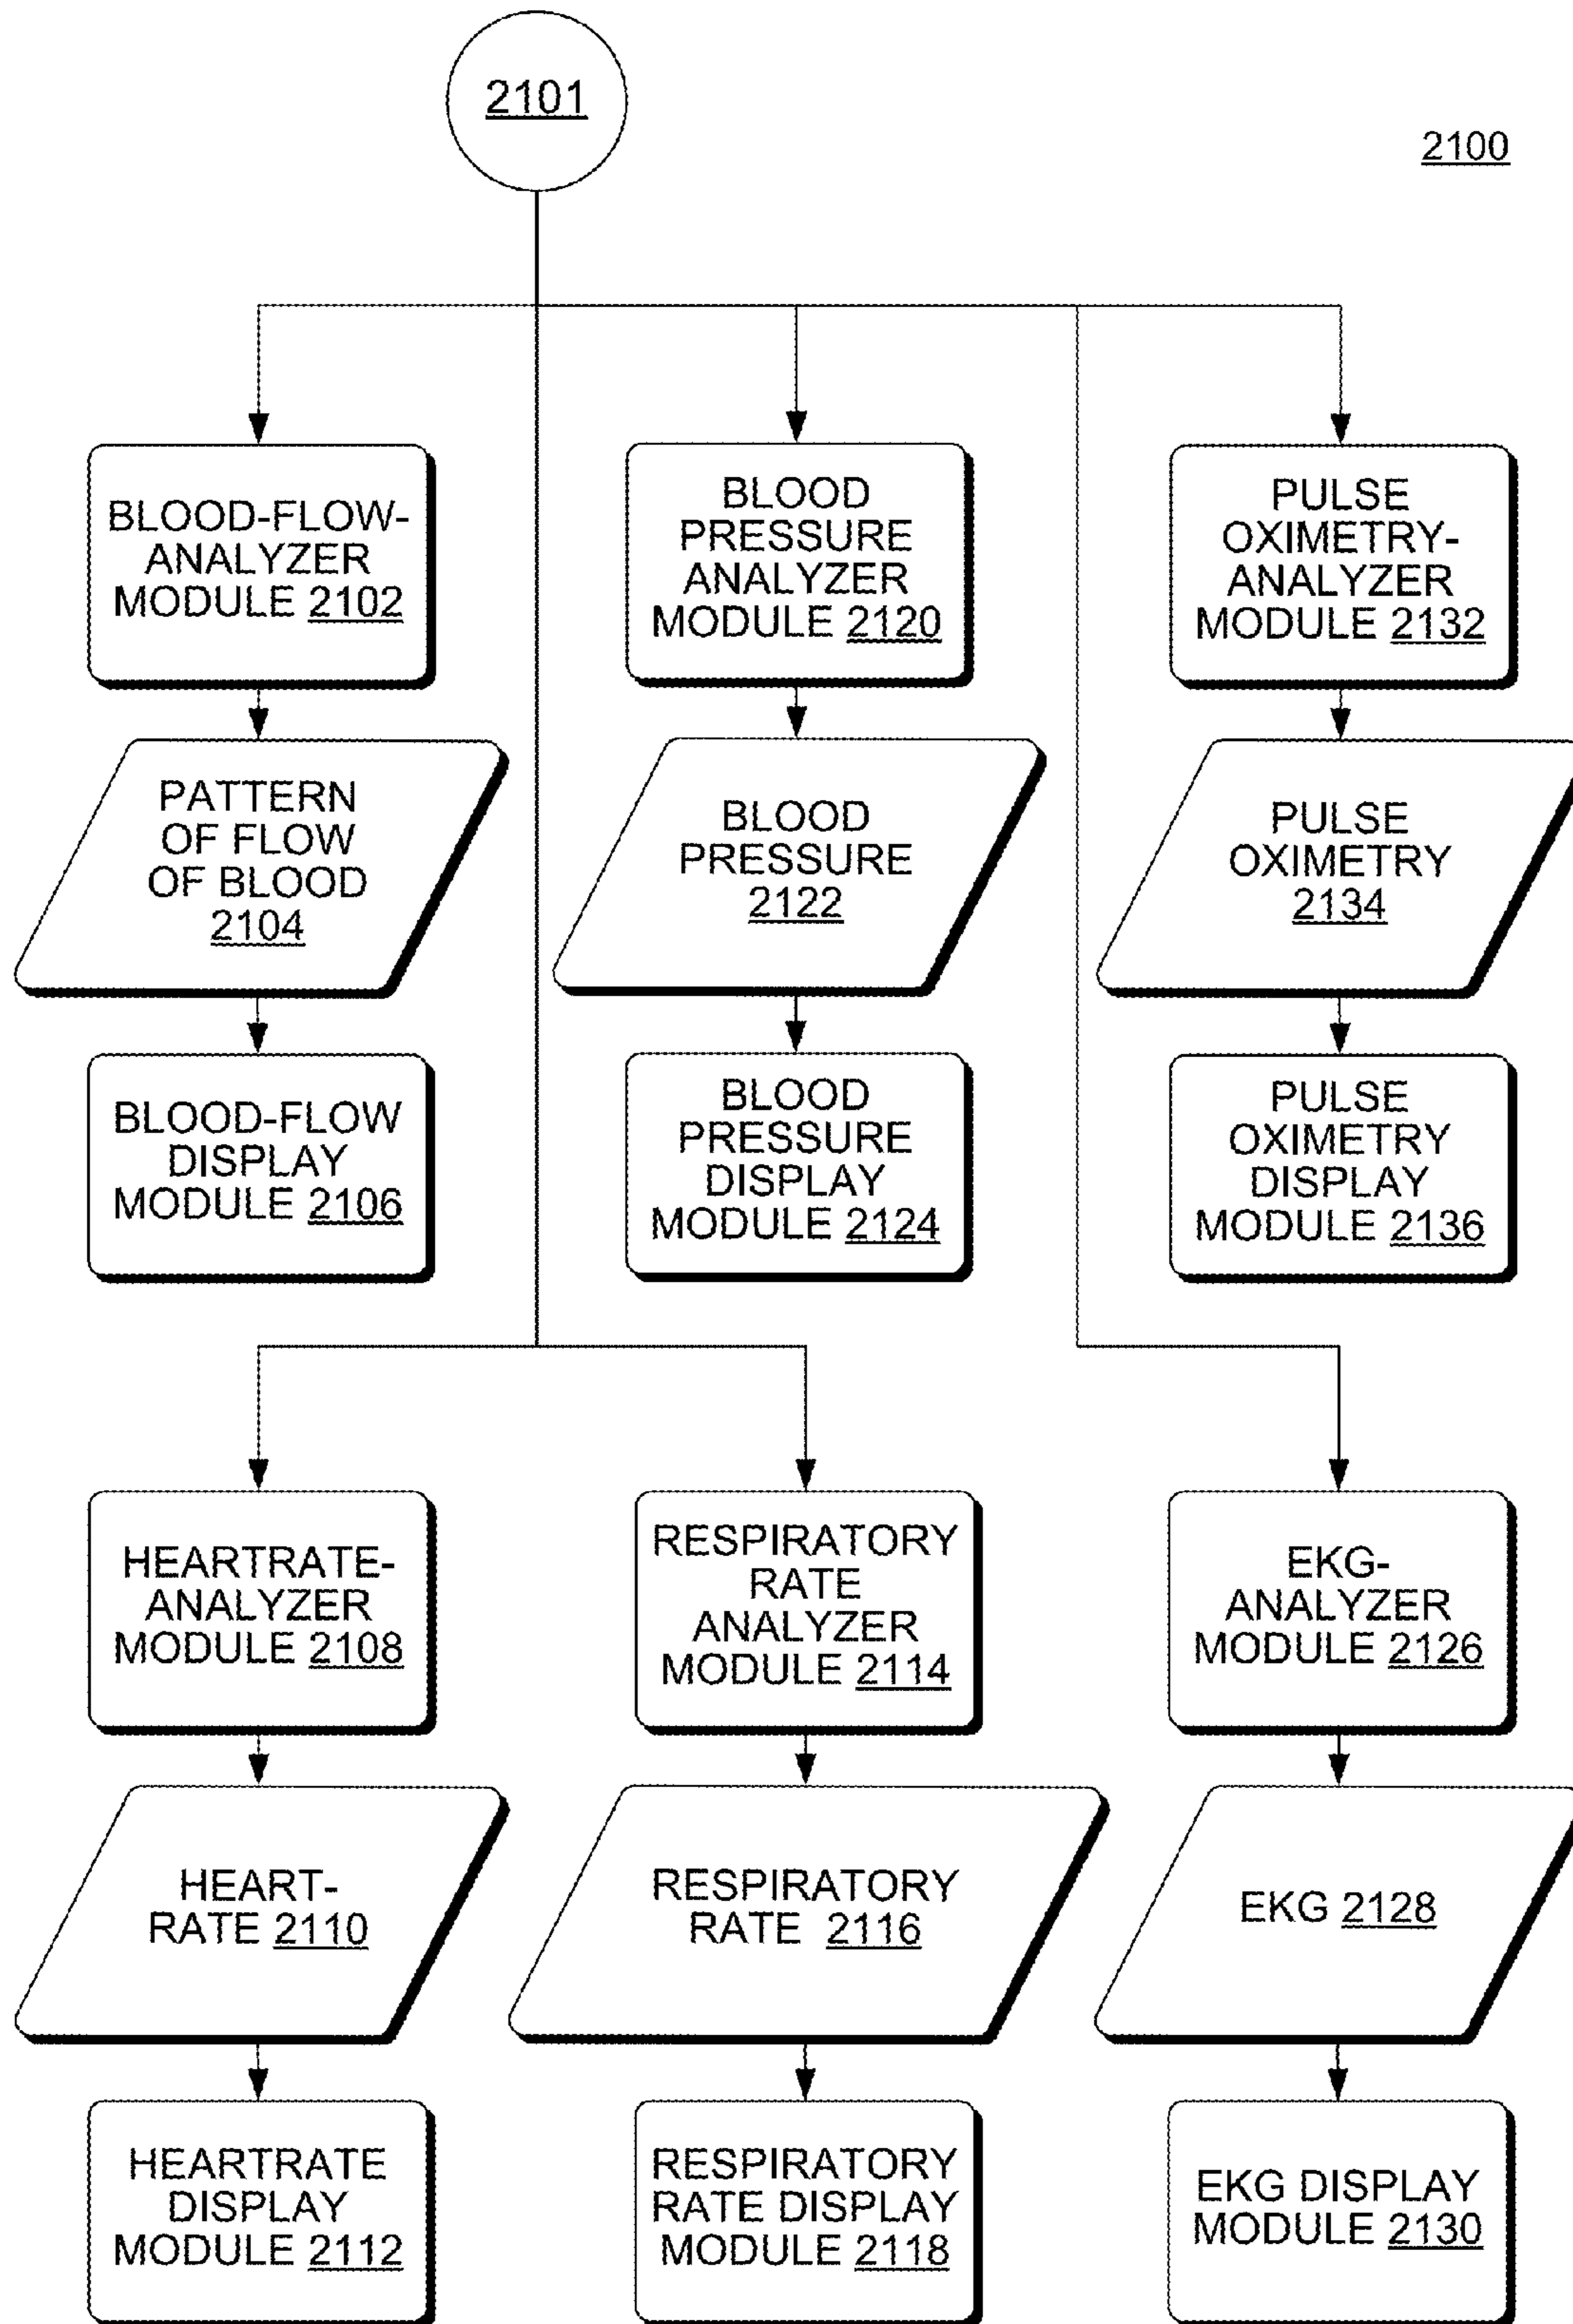 2101
2100
BLOOD-FLOW-
ANALYZER
MODULE 2102
BLOOD
PRESSURE
ANALYZER
MODULE 2120
PULSE
OXIMETRY-
ANALYZER
MODULE 2132
PATTERN
OF FLOW
OF BLOOD
2104
BLOOD
PRESSURE
2122
PULSE
OXIMETRY
2134
BLOOD-FLOW
DISPLAY
MODULE 2106
BLOOD
PRESSURE
DISPLAY
MODULE 2124
PULSE
OXIMETRY
DISPLAY
MODULE 2136
HEARTRATE-
ANALYZER
MODULE 2108
RESPIRATORY
RATE
ANALYZER
MODULE 2114
EKG-
ANALYZER
MODULE 2126
HEART-
RATE 2110
RESPIRATORY
RATE 2116
EKG 2128
HEARTRATE
DISPLAY
MODULE 2112
RESPIRATORY
RATE DISPLAY
MODULE 2118
EKG DISPLAY
MODULE 2130